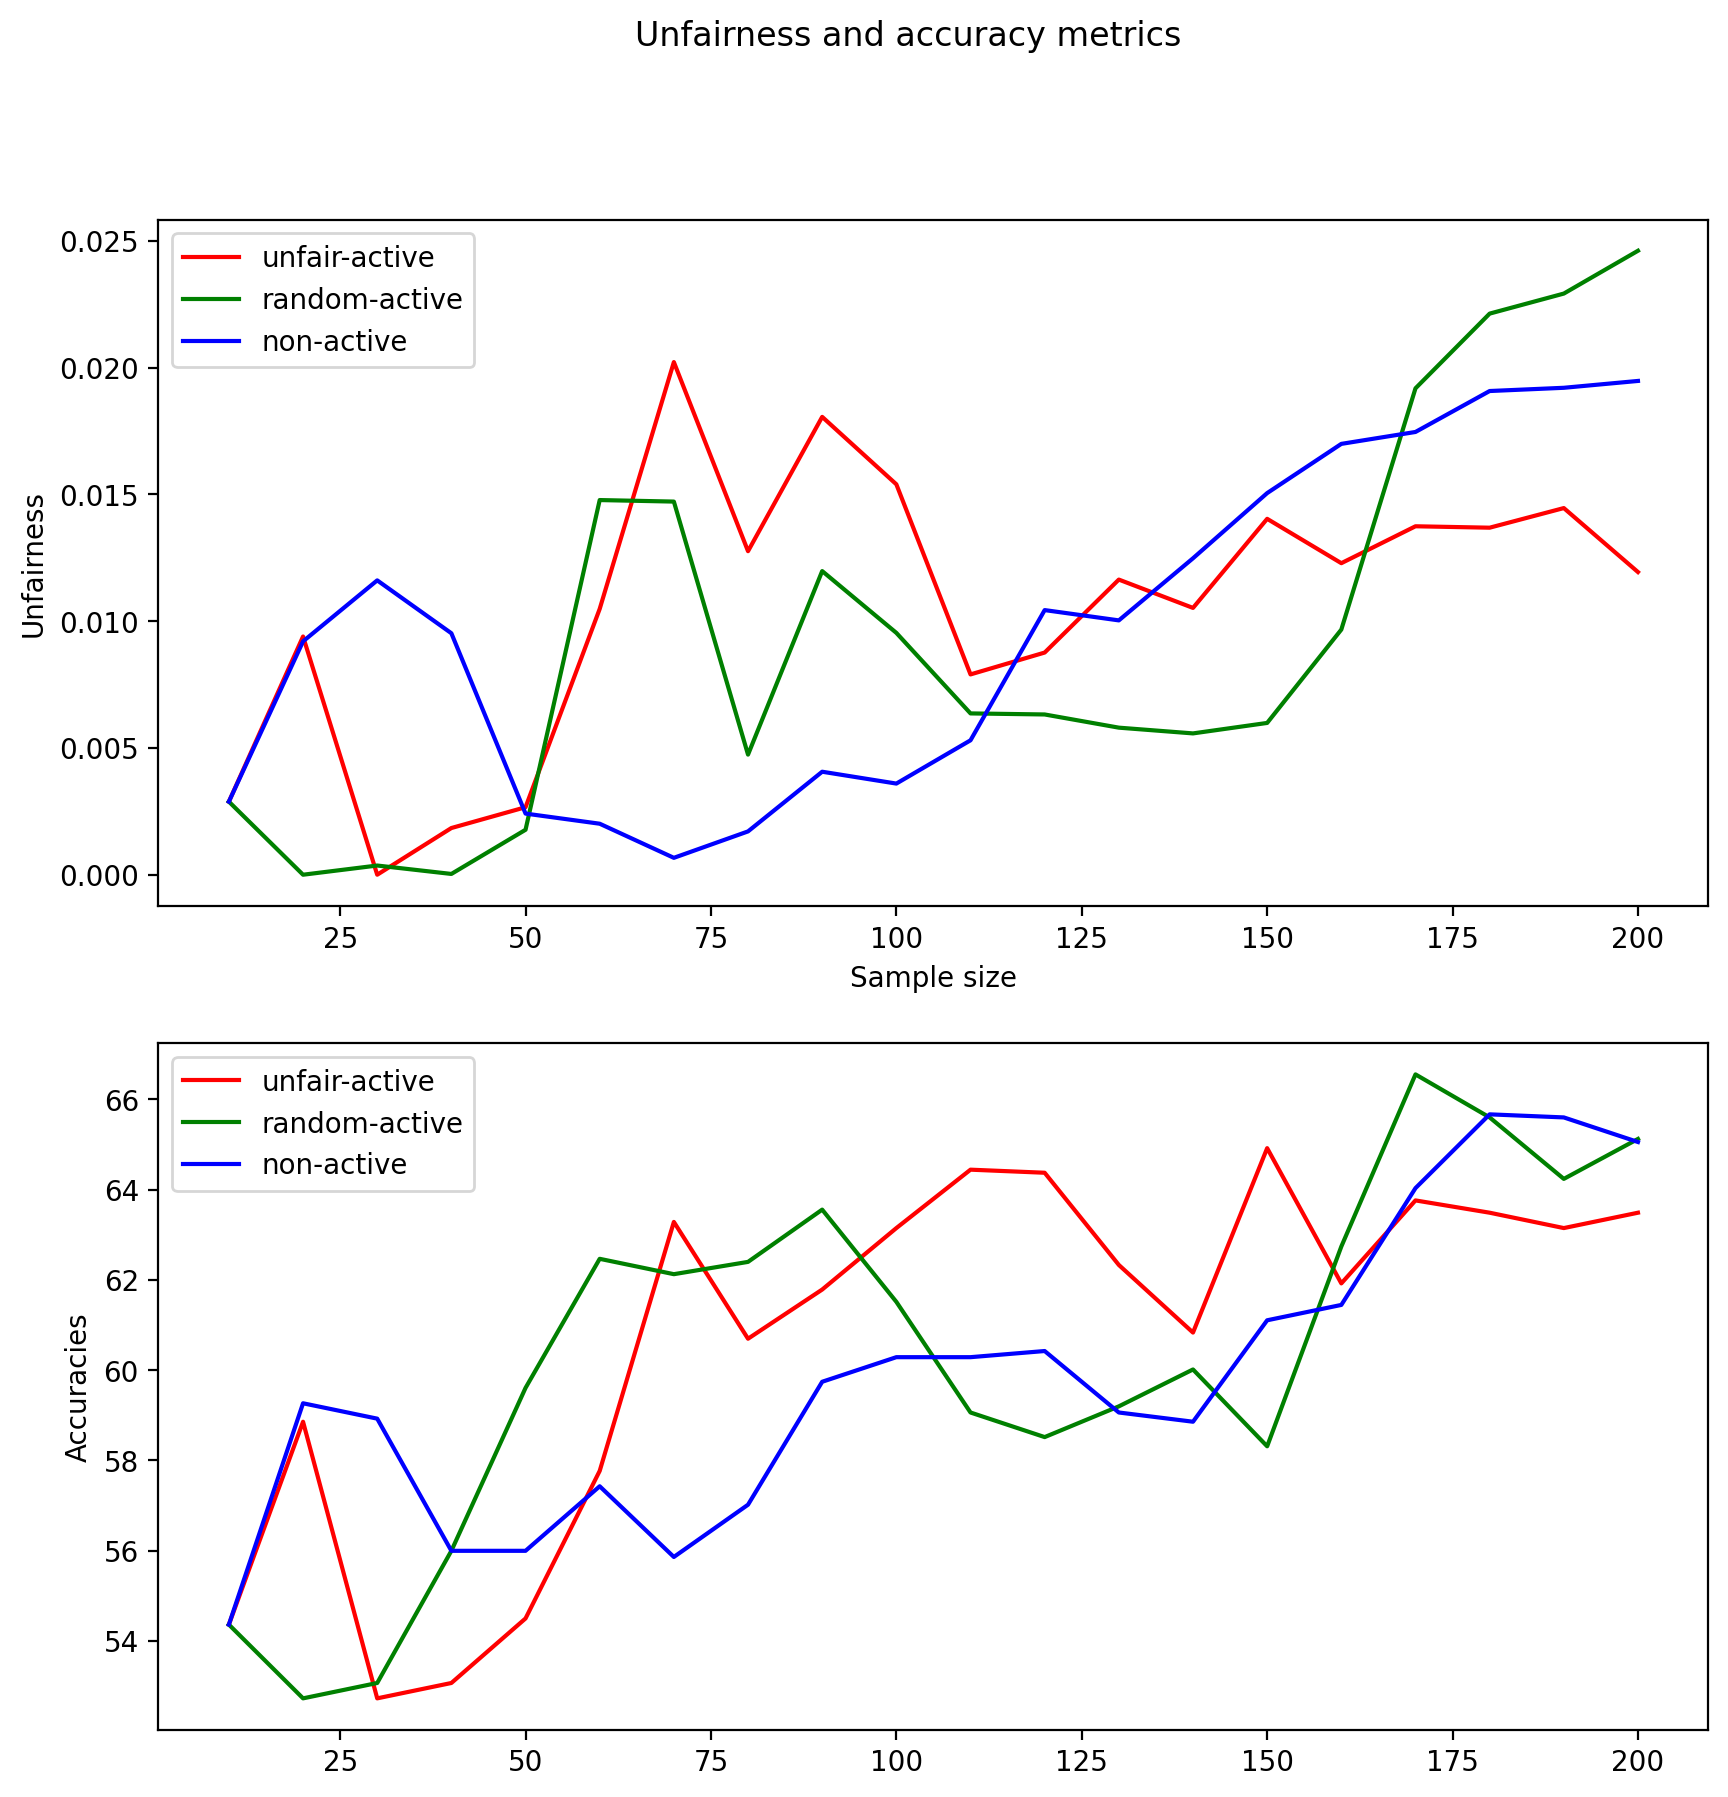 Unfairness and accuracy metrics
0.025
0.020
0.015
0.010
0.005
0.000
Unfairness
unfair-active
random-active
non-active
25 50 75 100 125 150 175 200
Sample size
66
64
62
60
58
56
54
Accuracies
unfair-active
random-active
non-active
25 50 75 100 125 150 175 200